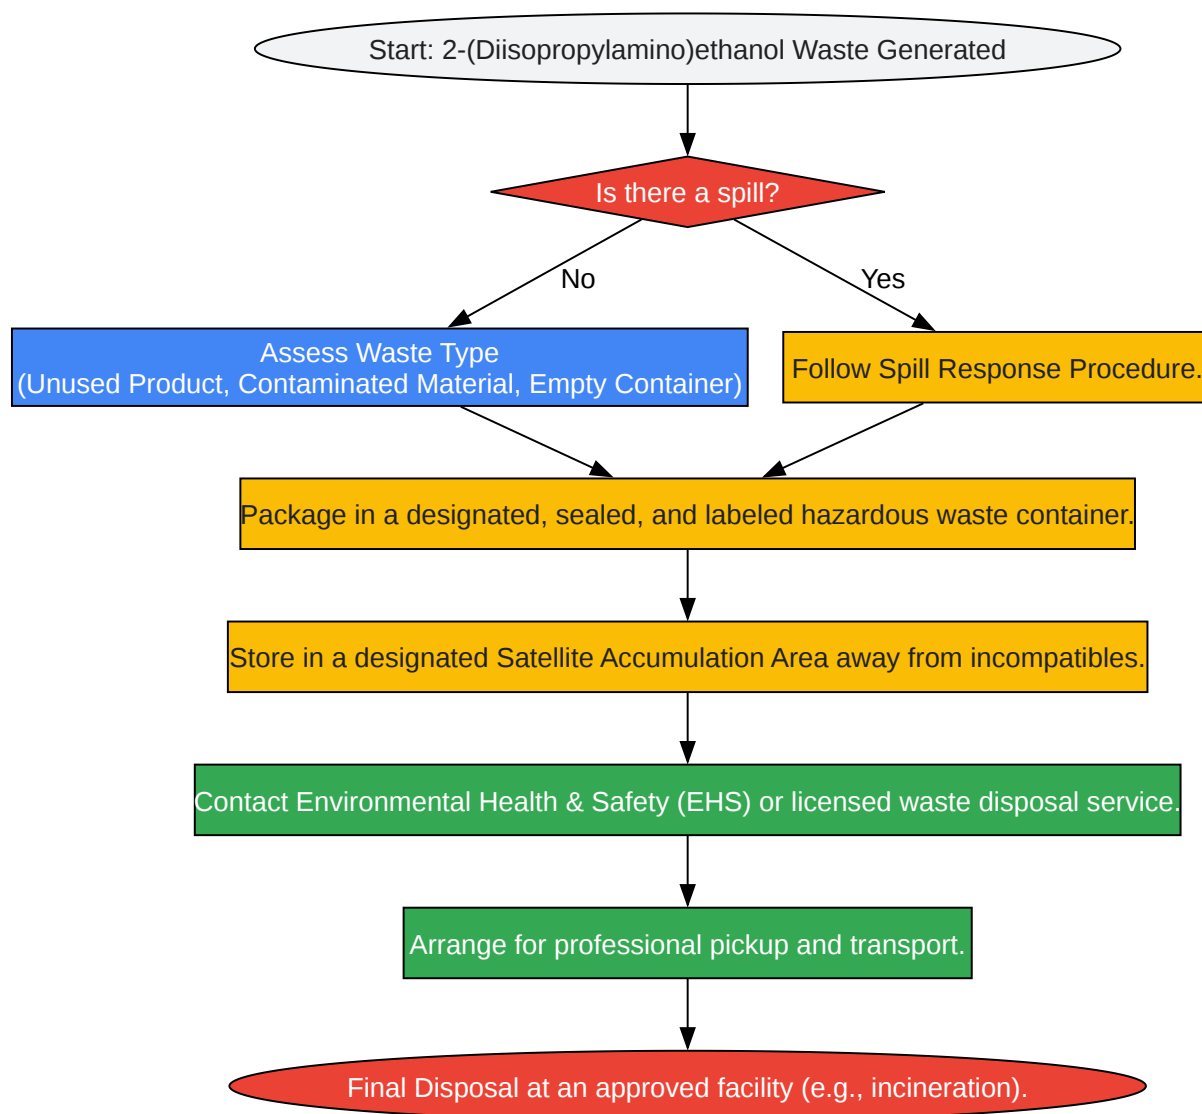 Start: 2-(Diisopropylamino)ethanol Waste Generated
Is there a spill?
No
Yes
Assess Waste Type
(Unused Product, Contaminated Material, Empty Container)
Follow Spill Response Procedure.
Package in a designated, sealed, and labeled hazardous waste container.
Store in a designated Satellite Accumulation Area away from incompatibles.
Contact Environmental Health & Safety (EHS) or licensed waste disposal service.
Arrange for professional pickup and transport.
Final Disposal at an approved facility (e.g., incineration).